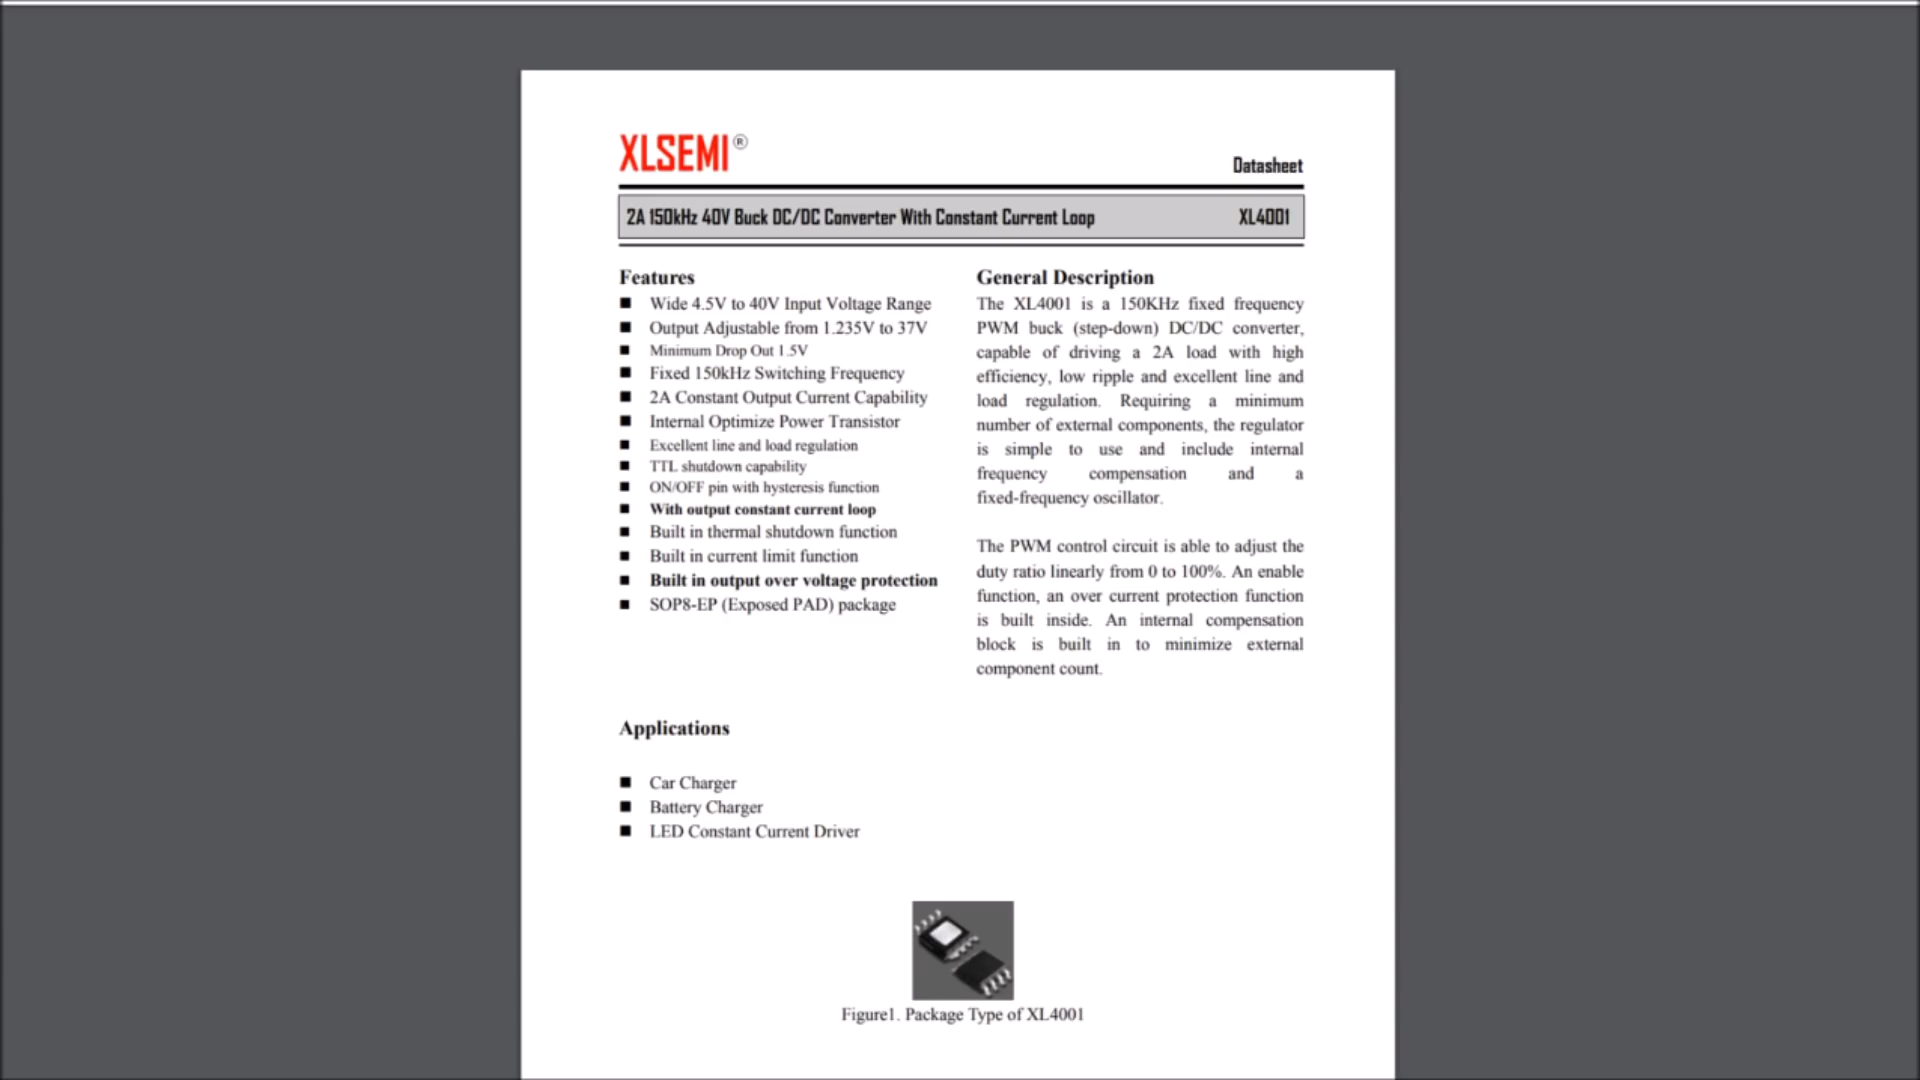 XLSEMI®
Datasheet
2A 150kHz 40V Buck DC/DC Converter With Constant Current Loop XL4001
Features
■ Wide 4.5V to 40V Input Voltage Range
■ Output Adjustable from 1.235V to 37V
■ Minimum Drop Out 1.5V
■ Fixed 150kHz Switching Frequency
■ 2A Constant Output Current Capability
■ Internal Optimize Power Transistor
■ Excellent line and load regulation
■ TTL shutdown capability
■ ON/OFF pin with hysteresis function
■ With output constant current loop
■ Built in thermal shutdown function
■ Built in current limit function
■ Built in output over voltage protection
■ SOP8-EP (Exposed PAD) package
Applications
■ Car Charger
■ Battery Charger
■ LED Constant Current Driver
General Description
The XL4001 is a 150KHz fixed frequency
PWM buck (step-down) DC/DC converter,
capable of driving a 2A load with high
efficiency, low ripple and excellent line and
load regulation. Requiring a minimum
number of external components, the regulator
is simple to use and include internal
frequency compensation and a
fixed-frequency oscillator.
The PWM control circuit is able to adjust the
duty ratio linearly from 0 to 100%. An enable
function, an over current protection function
is built inside. An internal compensation
block is built in to minimize external
component count.
Figure1. Package Type of XL4001